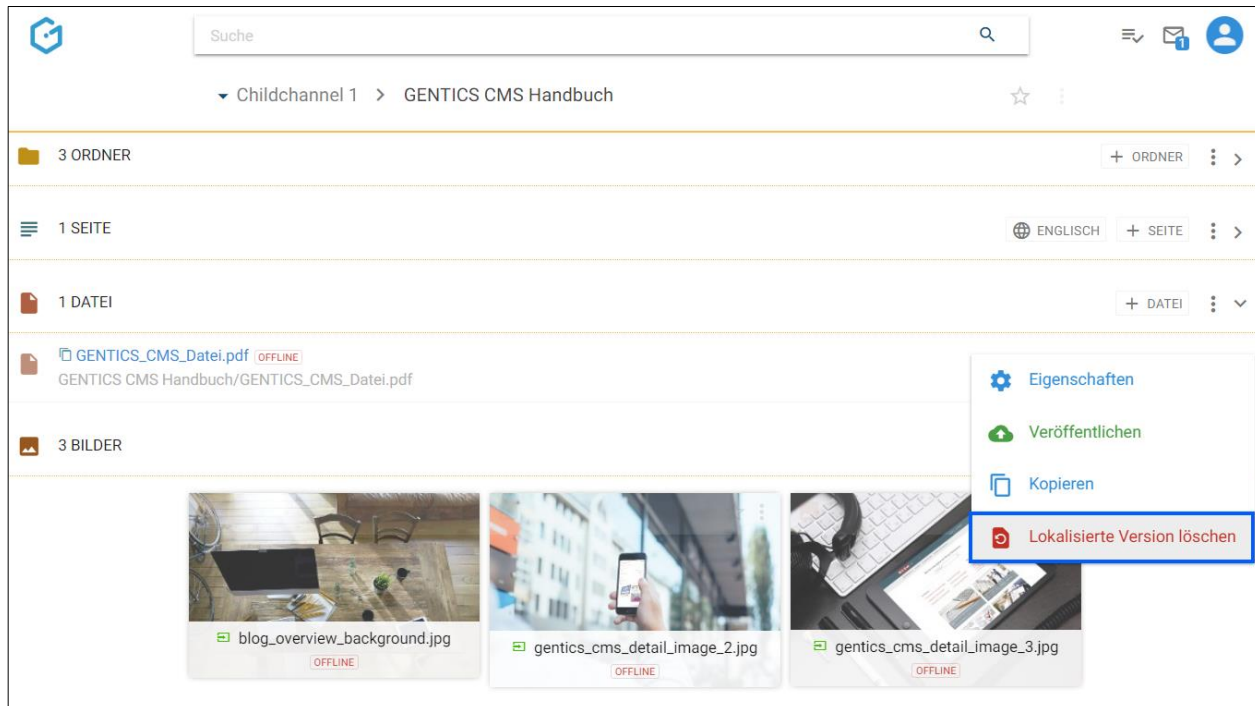 Suche
1
Childchannel 1 > GENTICS CMS Handbuch
3 ORDNER
+ ORDNER
1 SEITE
ENGLISCH
+ SEITE
1 DATEI
+ DATEI
GENTICS_CMS_Datei.pdf OFFLINE
GENTICS CMS Handbuch/GENTICS_CMS_Datei.pdf
Eigenschaften
Veröffentlichen
Kopieren
Lokalisierte Version löschen
3 BILDER
blog_overview_background.jpg
OFFLINE
gentics_cms_detail_image_2.jpg
OFFLINE
gentics_cms_detail_image_3.jpg
OFFLINE